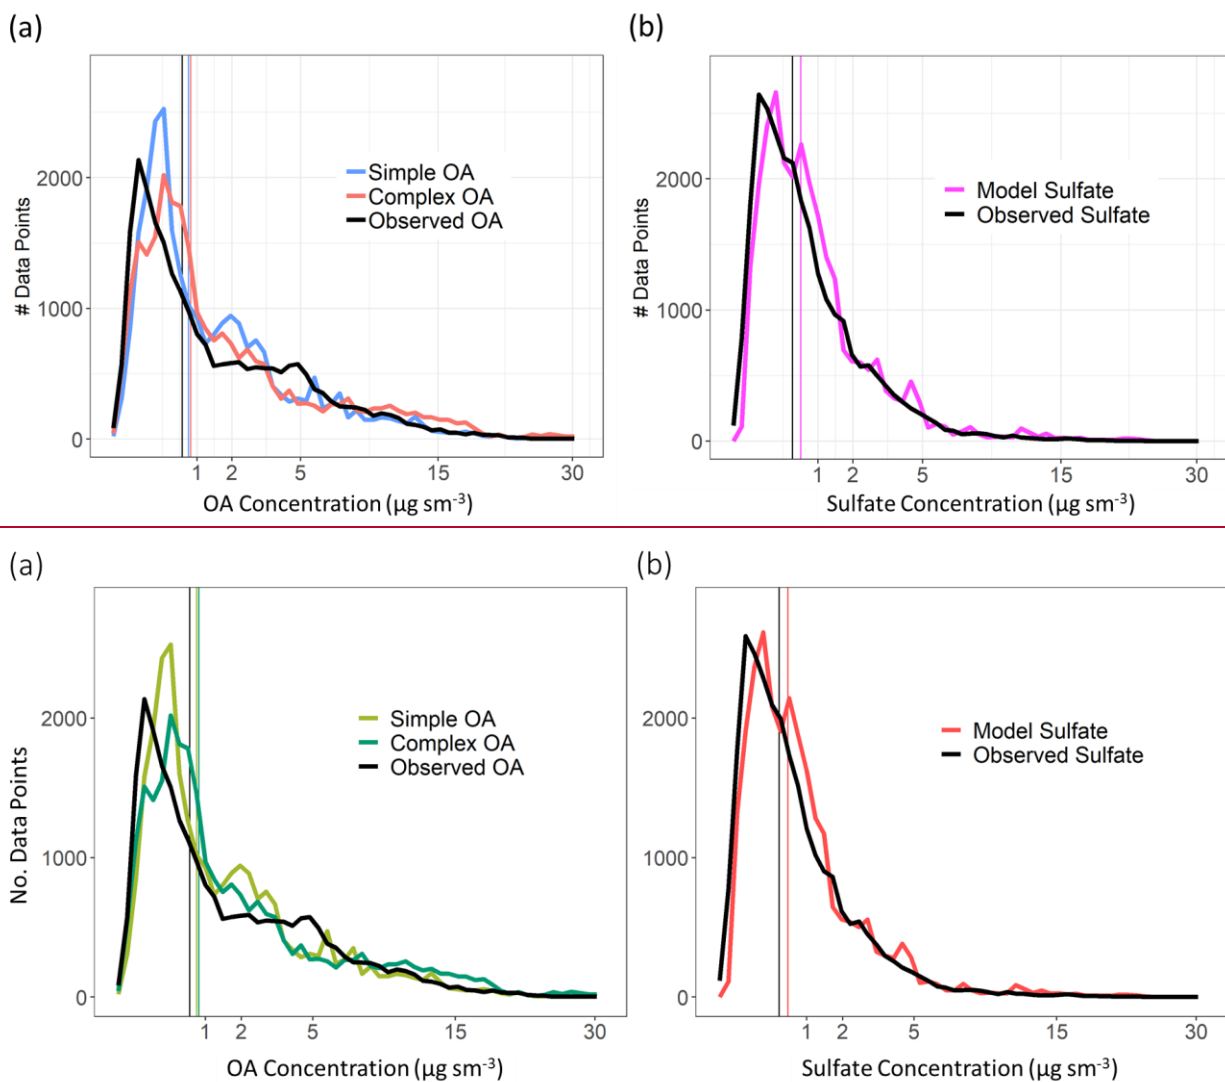 (a)
2000
1000
0
# Data Points
Simple OA
Complex OA
Observed OA
1 2 5 15 30
OA Concentration (µg sm-3)
(b)
2000
1000
0
# Data Points
Model Sulfate
Observed Sulfate
1 2 5 15 30
Sulfate Concentration (µg sm-3)
(a)
2000
1000
0
No. Data Points
Simple OA
Complex OA
Observed OA
1 2 5 15 30
OA Concentration (µg sm-3)
(b)
2000
1000
0
Model Sulfate
Observed Sulfate
1 2 5 15 30
Sulfate Concentration (µg sm-3)